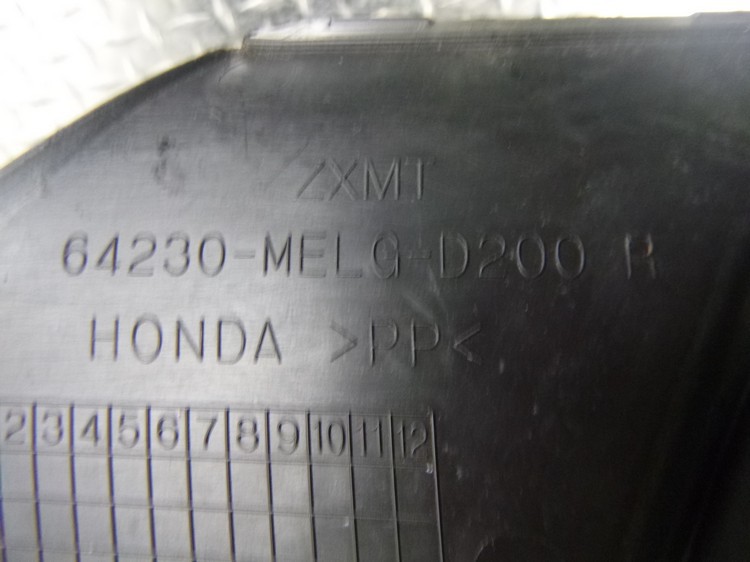 ZXMT
64230-MELG-D200 R
HONDA >PP<
2 3 4 5 6 7 8 9 10 11 12